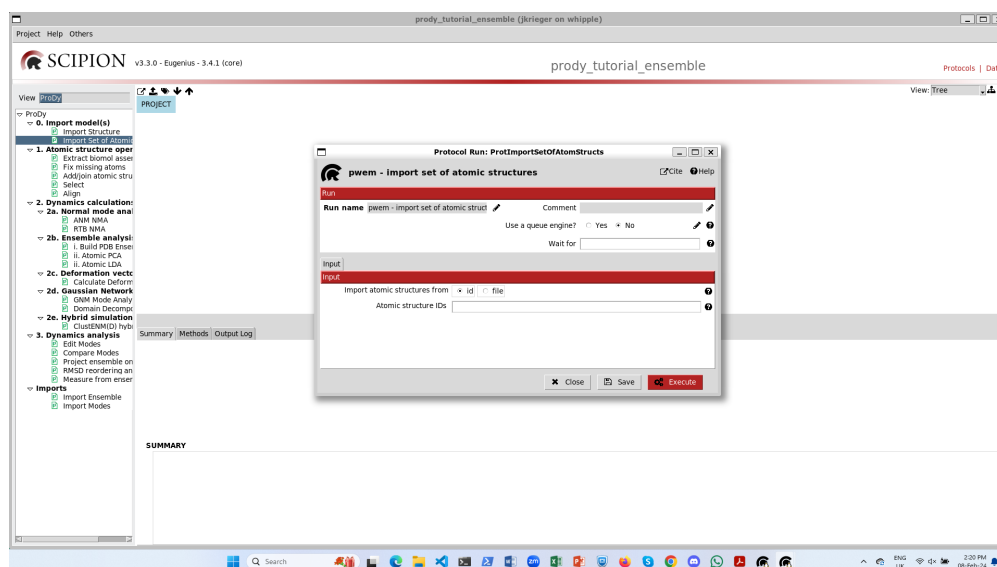 prody_tutorial_ensemble (jkrieger on whipple)
Project Help Others
SCIPION v3.3.0 - Eugenius - 3.4.1 (core)
prody_tutorial_ensemble
Protocols | Dat
View ProDy
View: Tree
PROJECT
ProDy
0. Import model(s)
Import Structure
Import Set of Atomic
1. Atomic structure oper
Extract biomol asser
Fix missing atoms
Add/join atomic stru
Select
Align
2. Dynamics calculation
2a. Normal mode anal
ANM NMA
RTB NMA
2b. Ensemble analysi
i. Build PDB Ense
ii. Atomic PCA
ii. Atomic LDA
2c. Deformation vecto
Calculate Deform
2d. Gaussian Network
GNM Mode Analy
Domain Decompo
2e. Hybrid simulation
ClustENM(D) hybr
3. Dynamics analysis
Edit Modes
Compare Modes
Project ensemble on
RMSD reordering an
Measure from enser
Imports
Import Ensemble
Import Modes
Protocol Run: ProtImportSetOfAtomStructs
pwem - import set of atomic structures
Cite Help
Run
Run name pwem - import set of atomic struct Comment
Use a queue engine? Yes No
Wait for
Input
Input
Import atomic structures from id file
Atomic structure IDs
Close Save Execute
Summary Methods Output Log
SUMMARY
Search
ENG
UK
2:20 PM
08-Feb-24